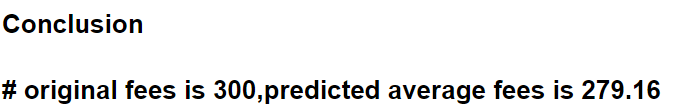 Conclusion
# original fees is 300,predicted average fees is 279.16